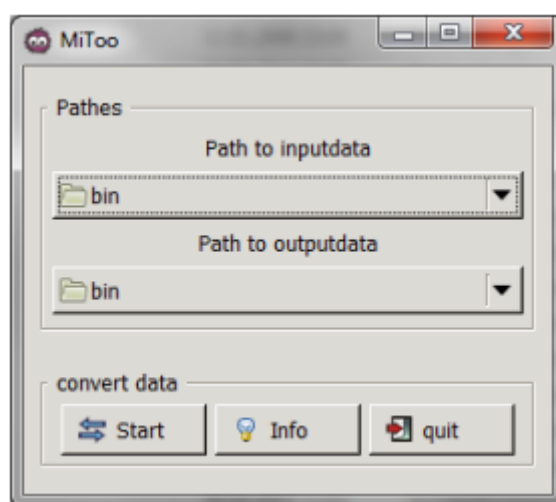 MiToo
Pathes
Path to inputdata
bin
Path to outputdata
bin
convert data
Start Info quit